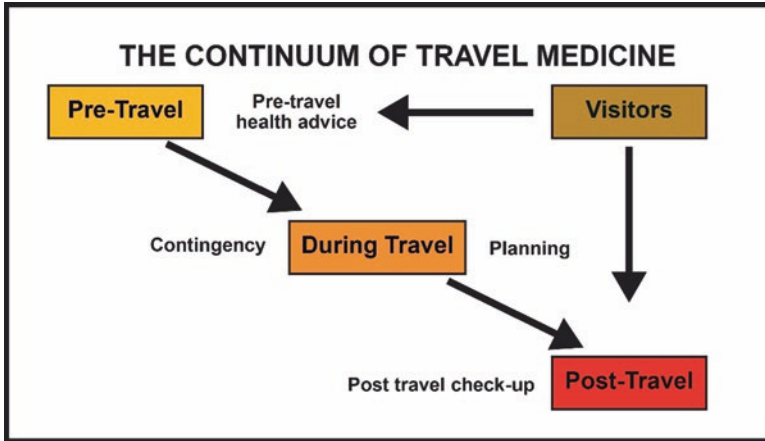 THE CONTINUUM OF TRAVEL MEDICINE
Pre-Travel
Pre-travel
health advice
Visitors
Contingency
During Travel
Planning
Post travel check-up
Post-Travel